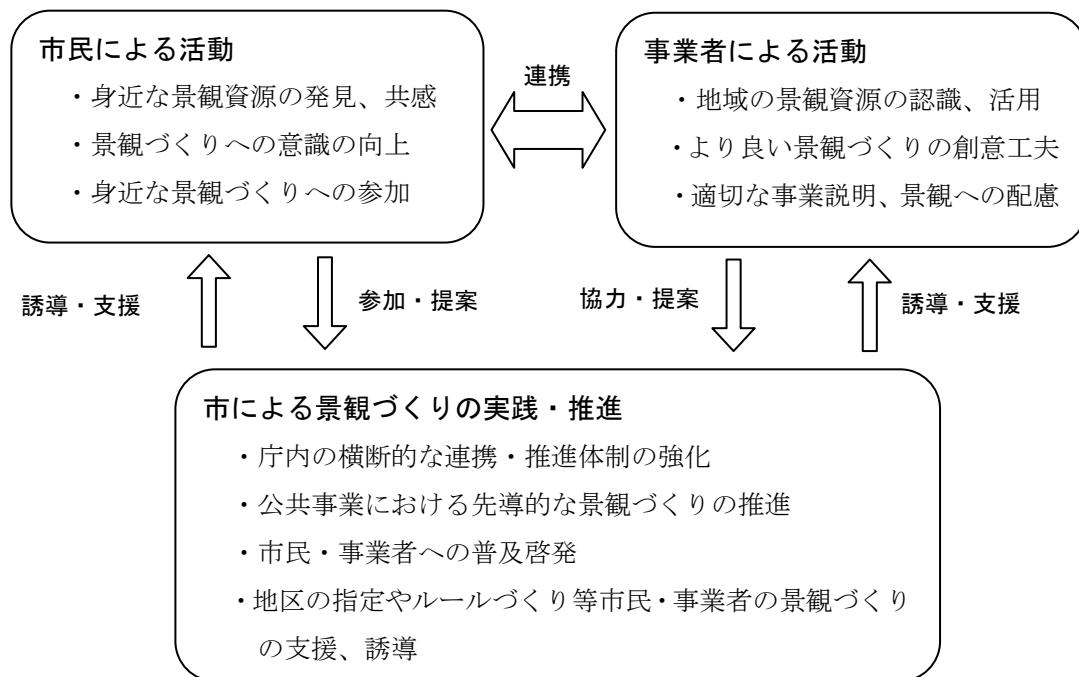 市民による活動
・身近な景観資源の発見、共感
・景観づくりへの意識の向上
・身近な景観づくりへの参加
連携
事業者による活動
・地域の景観資源の認識、活用
・より良い景観づくりの創意工夫
・適切な事業説明、景観への配慮
誘導・支援
参加・提案
協力・提案
誘導・支援
市による景観づくりの実践・推進
・庁内の横断的な連携・推進体制の強化
・公共事業における先導的な景観づくりの推進
・市民・事業者への普及啓発
・地区の指定やルールづくり等市民・事業者の景観づくり
の支援、誘導